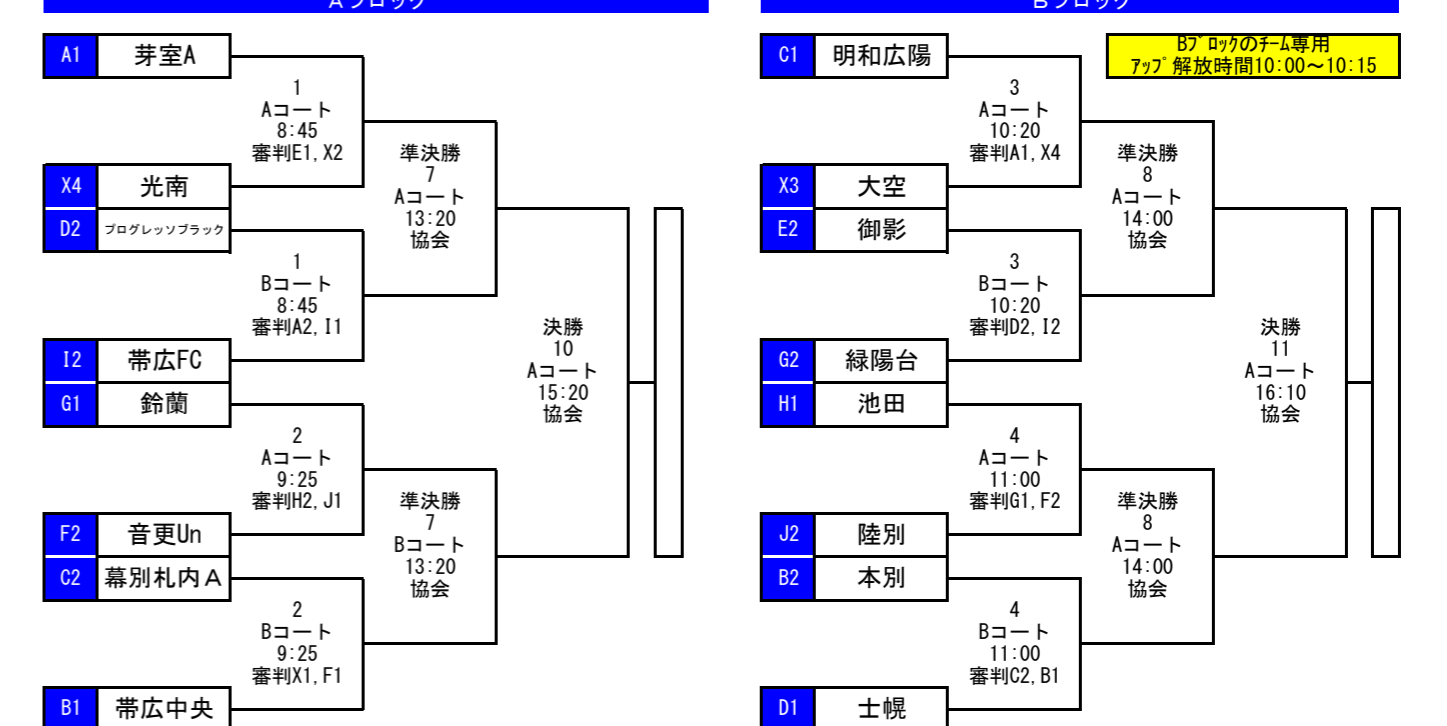 Aブロック
Bブロック
A1 芽室A
1
Aコート
8:45
審判E1,X2
X4 光南
準決勝
7
Aコート
13:20
協会
D2 プログレッソブラック
1
Bコート
8:45
審判A2,I1
I2 帯広FC
決勝
10
Aコート
15:20
協会
G1 鈴蘭
2
Aコート
9:25
審判H2,J1
F2 音更Un
準決勝
7
Bコート
13:20
協会
C2 幕別札内A
2
Bコート
9:25
審判X1,F1
B1 帯広中央
C1 明和広陽
Bブロックのチーム専用
アップ解放時間10:00~10:15
3
Aコート
10:20
審判A1,X4
X3 大空
準決勝
8
Aコート
14:00
協会
E2 御影
3
Bコート
10:20
審判D2,I2
G2 緑陽台
決勝
11
Aコート
16:10
協会
H1 池田
4
Aコート
11:00
審判G1,F2
J2 陸別
準決勝
8
Aコート
14:00
協会
B2 本別
4
Bコート
11:00
審判C2,B1
D1 士幌